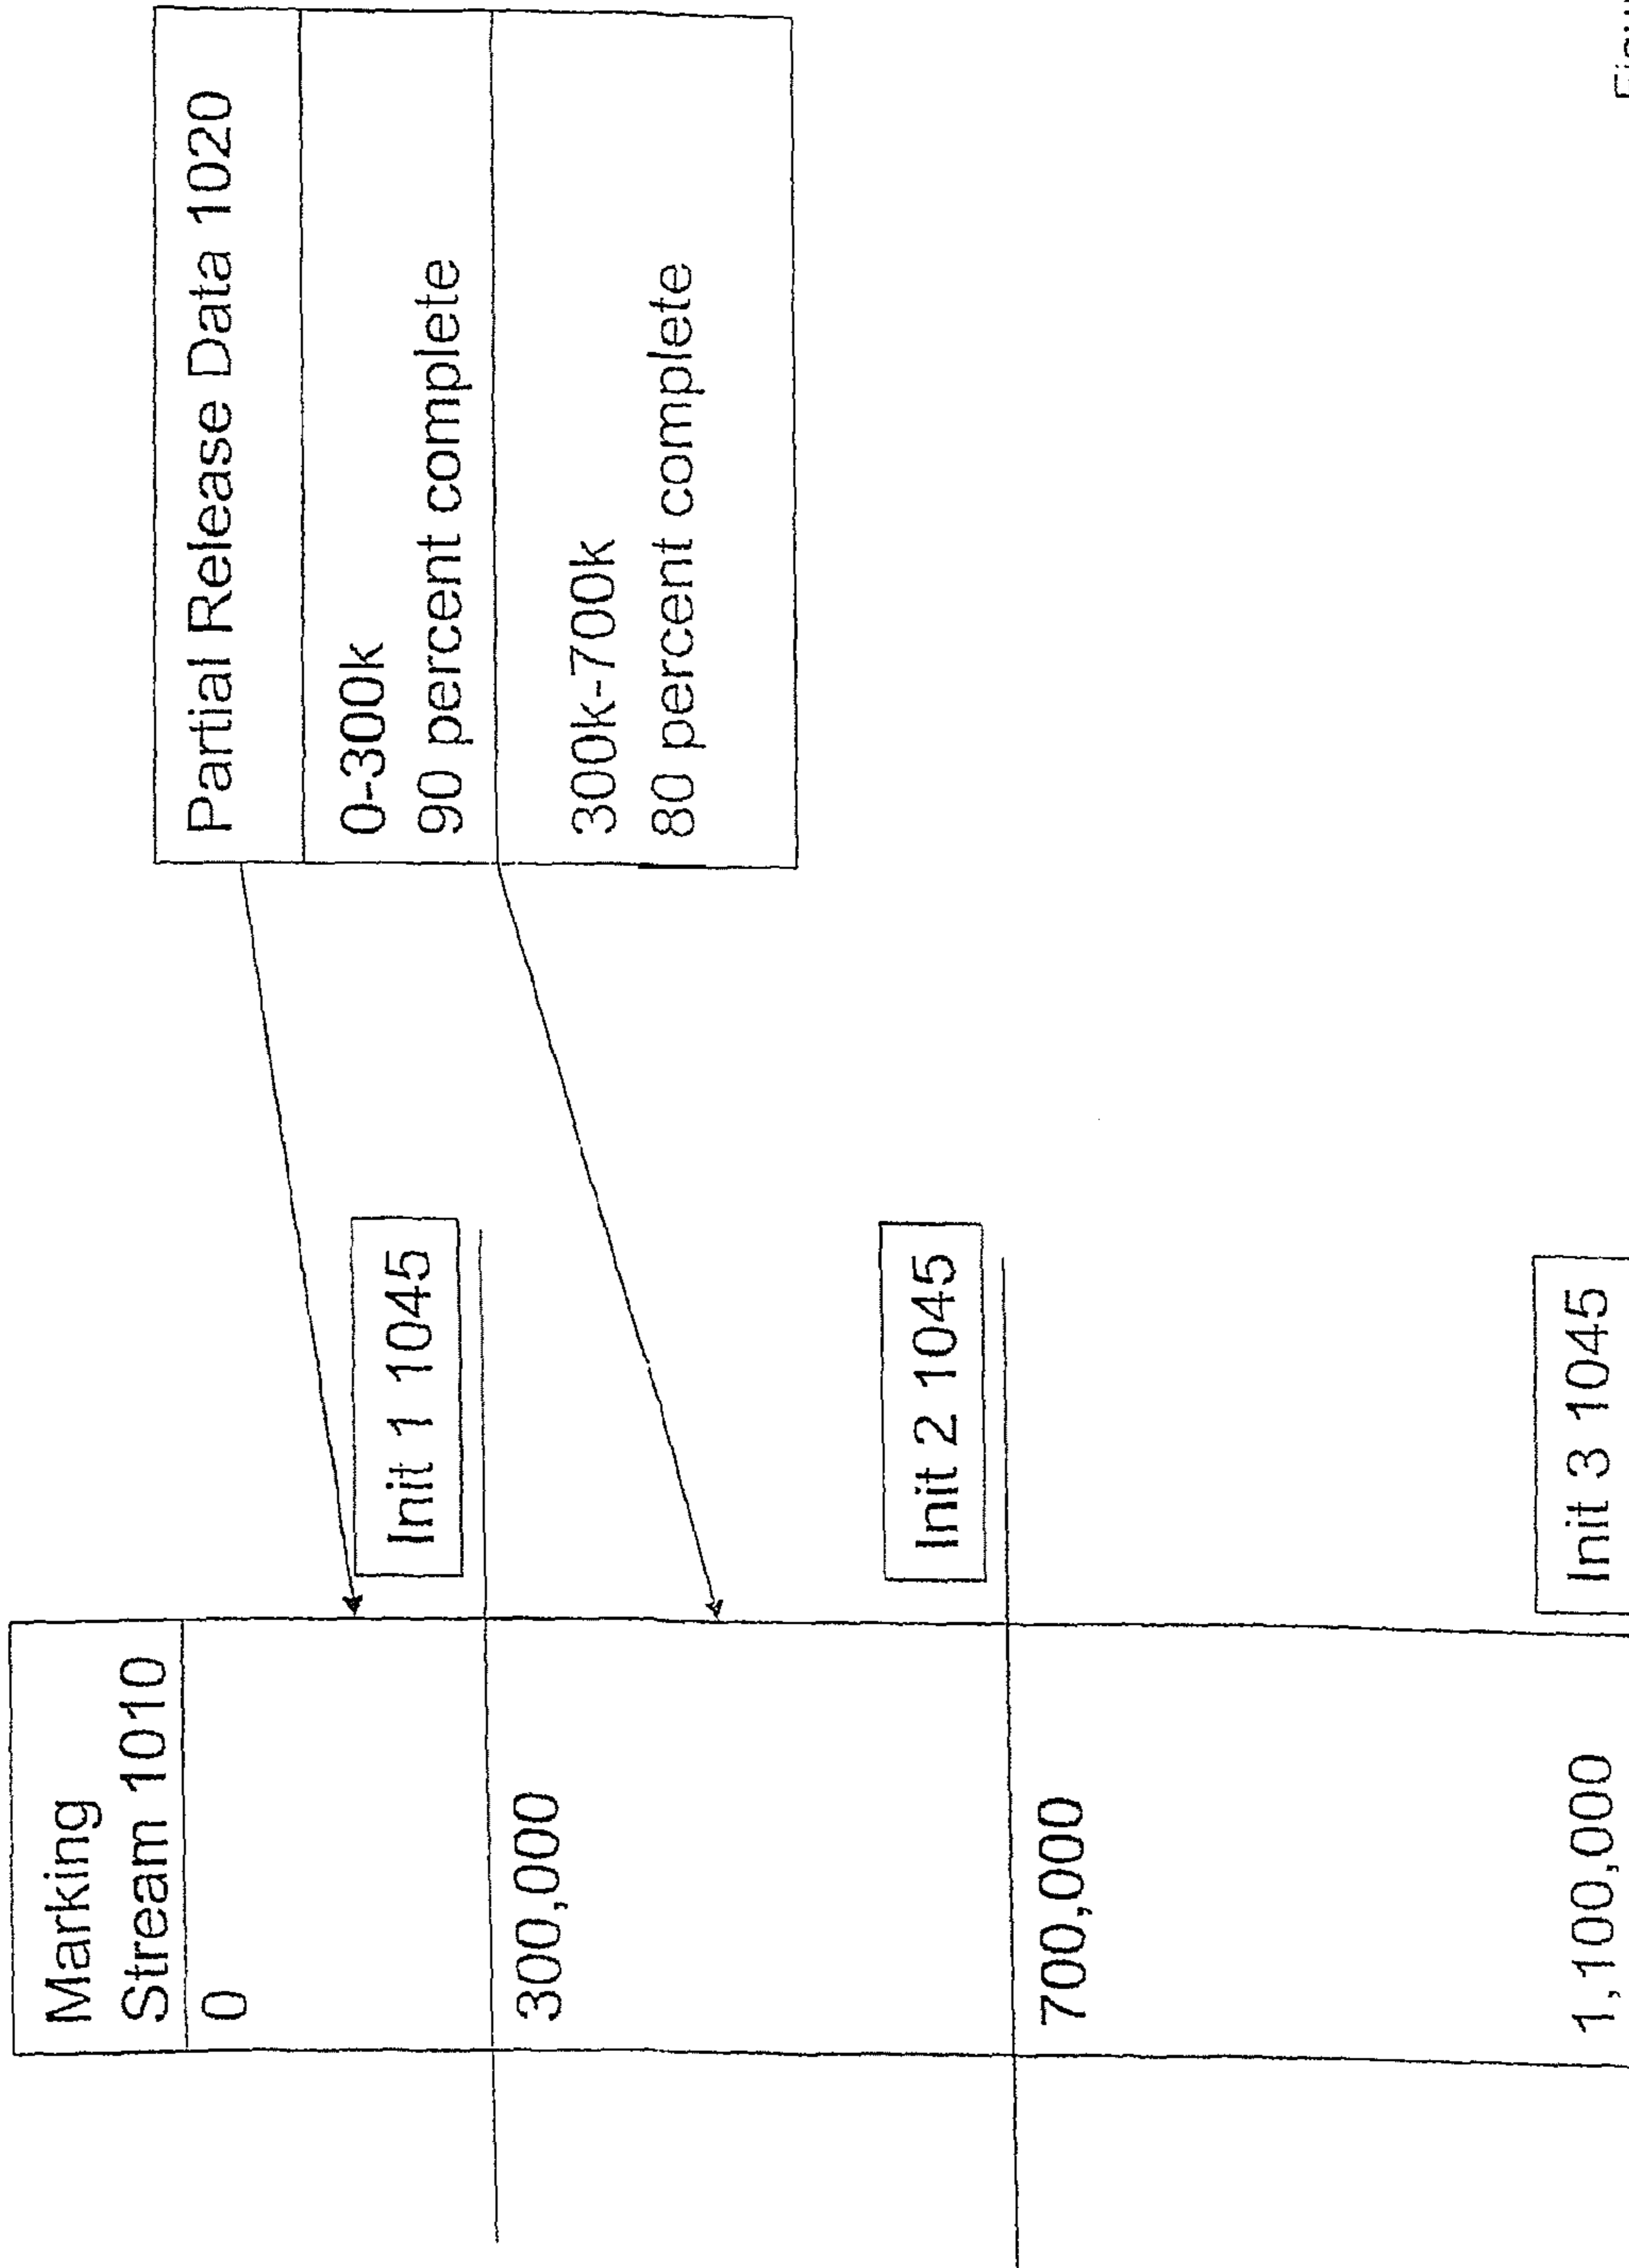 Marking
Stream 1010
0
300,000
700,000
1,100,000
Init 1 1045
Init 2 1045
Init 3 1045
Partial Release Data 1020
0-300k
90 percent complete
300k-700k
80 percent complete